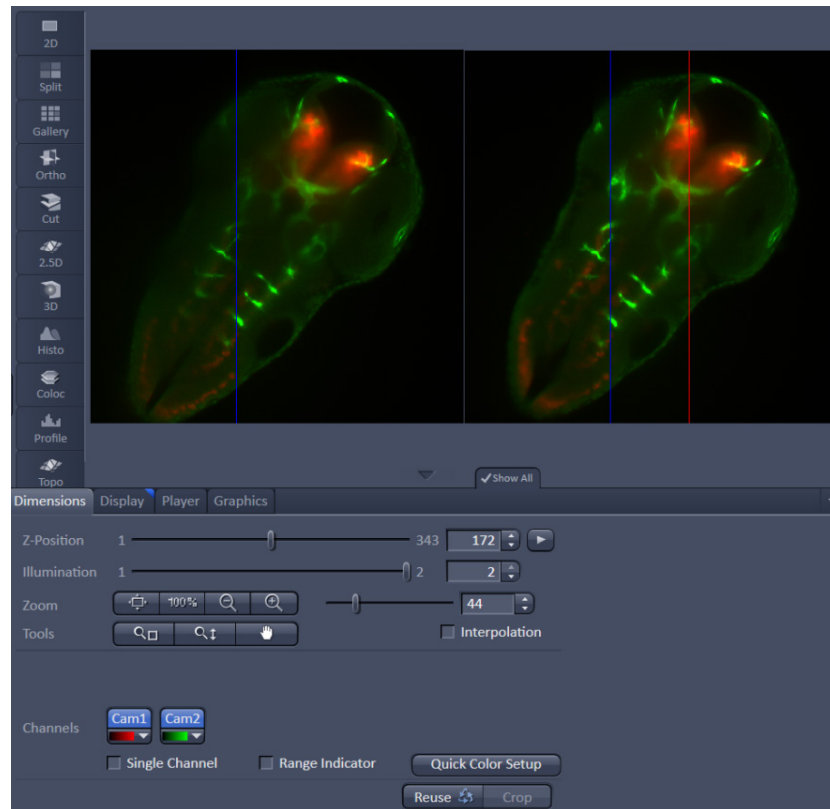 2D
Split
Gallery
Ortho
Cut
2.5D
3D
Histo
Coloc
Profile
Topo
Show All
Dimensions Display Player Graphics
Z-Position 1 343 172
Illumination 1 2 2
Zoom 100% 44
Tools Interpolation
Channels Cam1 Cam2
Single Channel Range Indicator Quick Color Setup
Reuse Crop